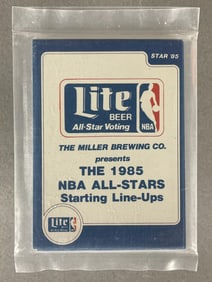 STAR '85
Lite
BEER
All-Star Voting
NBA
THE MILLER BREWING CO.
presents
THE 1985
NBA ALL-STARS
Starting Line-Ups
Lite